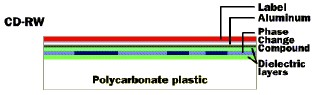 CD-RW
Label
Aluminum
Phase
Change
Compound
Dielectric
layers
Polycarbonate plastic